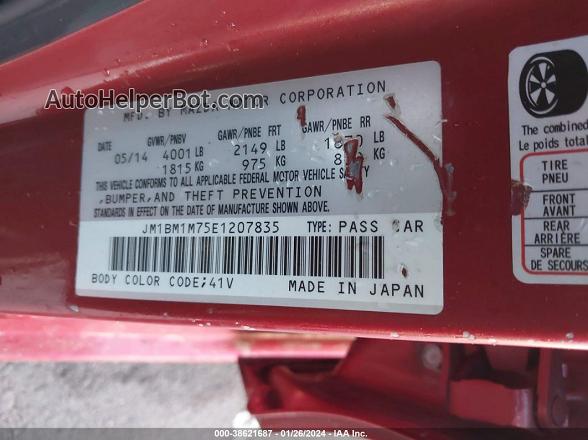 AutoHelperBot.com
MFD. BY MAZDA MOTOR CORPORATION
DATE GVWR/PNBV GAWR/PNBE FRT GAWR/PNBE RR
05/14 4001 LB 2149 LB LB
1815 KG 975 KG KG
THIS VEHICLE CONFORMS TO ALL APPLICABLE FEDERAL MOTOR VEHICLE SAFETY
,BUMPER,AND THEFT PREVENTION
STANDARDS IN EFFECT ON THE DATE OF MANUFACTURE SHOWN ABOVE.
JM1BM1M75E1207835 TYPE: PASS CAR
BODY COLOR CODE;41V MADE IN JAPAN
The combined
Le poids total
TIRE
PNEU
FRONT
AVANT
REAR
ARRIÈRE
SPARE
DE SECOURS
000-38621687 - 01/26/2024 - IAA Inc.